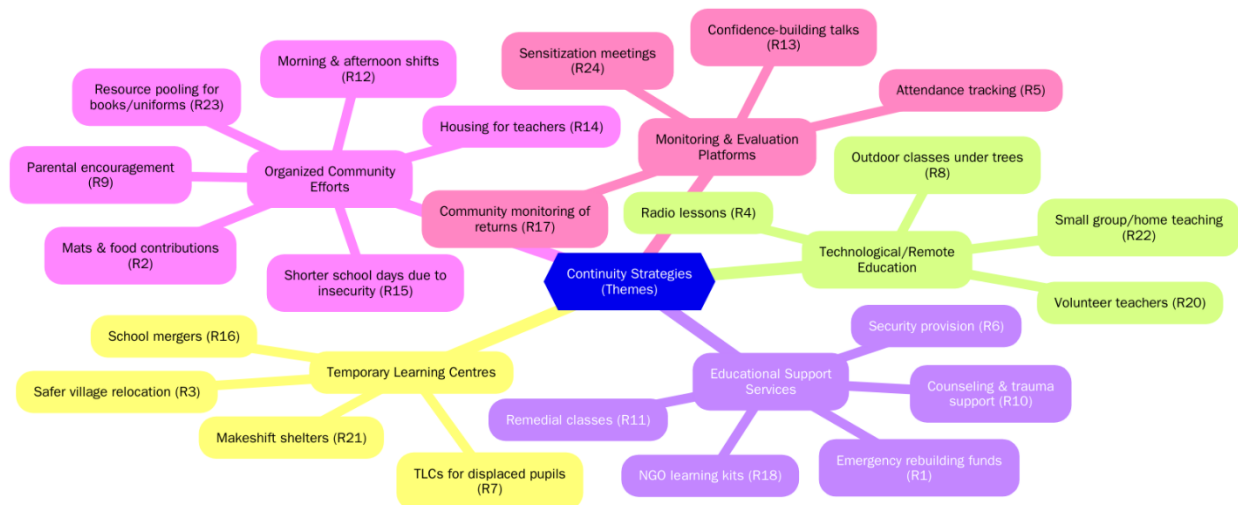 Confidence-building talks
(R13)
Sensitization meetings
(R24)
Morning & afternoon shifts
(R12)
Resource pooling for
books/uniforms (R23)
Attendance tracking (R5)
Housing for teachers (R14)
Monitoring & Evaluation
Platforms
Outdoor classes under trees
(R8)
Parental encouragement
(R9)
Organized Community
Efforts
Community monitoring of
returns (R17)
Radio lessons (R4)
Small group/home teaching
(R22)
Mats & food contributions
(R2)
Technological/Remote
Education
Shorter school days due to
insecurity (R15)
Continuity Strategies
(Themes)
Volunteer teachers (R20)
School mergers (R16)
Security provision (R6)
Temporary Learning Centres
Educational Support
Services
Safer village relocation (R3)
Counseling & trauma
support (R10)
Remedial classes (R11)
Makeshift shelters (R21)
TLCs for displaced pupils
(R7)
NGO learning kits (R18)
Emergency rebuilding funds
(R1)